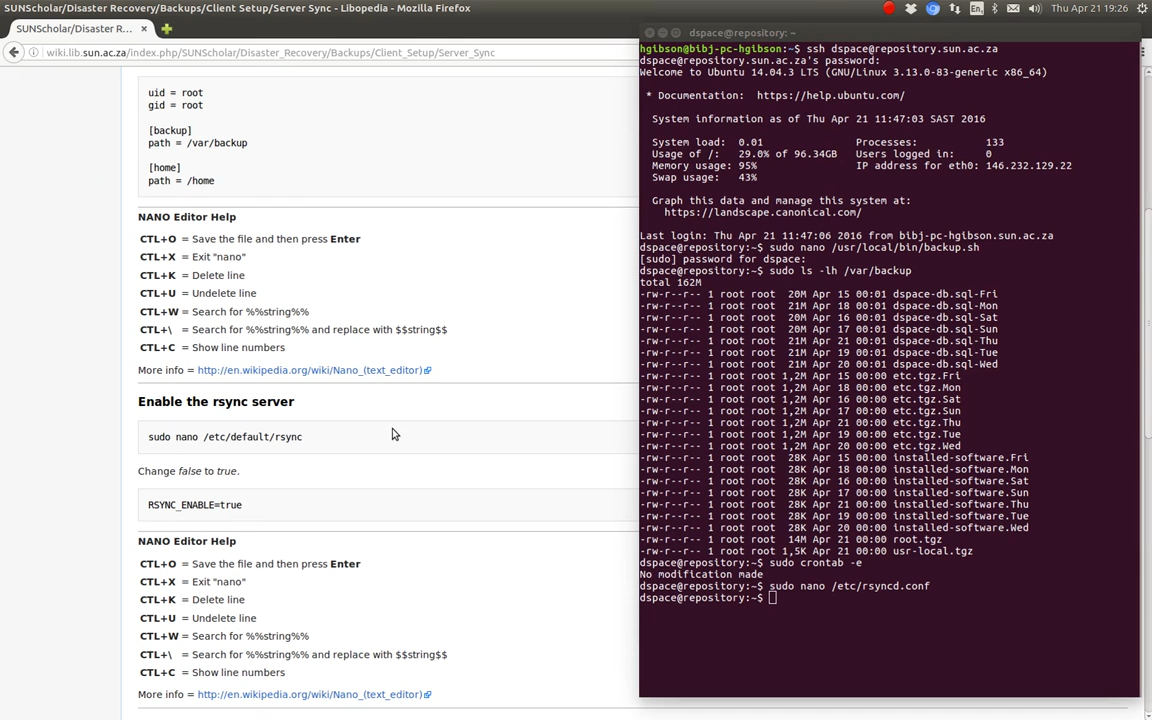 SUNScholar/Disaster Recovery/Backups/Client Setup/Server Sync - Libopedia - Mozilla Firefox
En
Thu Apr 21 19:26
SUNScholar/Disaster R...
wiki.lib.sun.ac.za/index.php/SUNScholar/Disaster_Recovery/Backups/Client_Setup/Server_Sync
uid = root
gid = root
[backup]
path = /var/backup
[home]
path = /home
NANO Editor Help
CTL+O = Save the file and then press Enter
CTL+X = Exit "nano"
CTL+K = Delete line
CTL+U = Undelete line
CTL+W = Search for %%string%%
CTL+\ = Search for %%string%% and replace with $$string$$
CTL+C = Show line numbers
More info = http://en.wikipedia.org/wiki/Nano_(text_editor)
Enable the rsync server
sudo nano /etc/default/rsync
Change false to true.
RSYNC_ENABLE=true
NANO Editor Help
CTL+O = Save the file and then press Enter
CTL+X = Exit "nano"
CTL+K = Delete line
CTL+U = Undelete line
CTL+W = Search for %%string%%
CTL+\ = Search for %%string%% and replace with $$string$$
CTL+C = Show line numbers
More info = http://en.wikipedia.org/wiki/Nano_(text_editor)
dspace@repository: ~
hgibson@bibj-pc-hgibson:~$ ssh dspace@repository.sun.ac.za
dspace@repository.sun.ac.za's password:
Welcome to Ubuntu 14.04.3 LTS (GNU/Linux 3.13.0-83-generic x86_64)
* Documentation:  https://help.ubuntu.com/
System information as of Thu Apr 21 11:47:03 SAST 2016
System load: 0.01 Processes: 133
Usage of /: 29.0% of 96.34GB Users logged in: 0
Memory usage: 95% IP address for eth0: 146.232.129.22
Swap usage: 43%
Graph this data and manage this system at:
https://landscape.canonical.com/
Last login: Thu Apr 21 11:47:06 2016 from bibj-pc-hgibson.sun.ac.za
dspace@repository:~$ sudo nano /usr/local/bin/backup.sh
[sudo] password for dspace:
dspace@repository:~$ sudo ls -lh /var/backup
total 162M
-rw-r--r-- 1 root root  20M Apr 15 00:01 dspace-db.sql-Fri
-rw-r--r-- 1 root root  21M Apr 18 00:01 dspace-db.sql-Mon
-rw-r--r-- 1 root root  20M Apr 16 00:01 dspace-db.sql-Sat
-rw-r--r-- 1 root root  20M Apr 17 00:01 dspace-db.sql-Sun
-rw-r--r-- 1 root root  21M Apr 21 00:01 dspace-db.sql-Thu
-rw-r--r-- 1 root root  21M Apr 19 00:01 dspace-db.sql-Tue
-rw-r--r-- 1 root root  21M Apr 20 00:01 dspace-db.sql-Wed
-rw-r--r-- 1 root root 1,2M Apr 15 00:00 etc.tgz.Fri
-rw-r--r-- 1 root root 1,2M Apr 18 00:00 etc.tgz.Mon
-rw-r--r-- 1 root root 1,2M Apr 16 00:00 etc.tgz.Sat
-rw-r--r-- 1 root root 1,2M Apr 17 00:00 etc.tgz.Sun
-rw-r--r-- 1 root root 1,2M Apr 21 00:00 etc.tgz.Thu
-rw-r--r-- 1 root root 1,2M Apr 19 00:00 etc.tgz.Tue
-rw-r--r-- 1 root root 1,2M Apr 20 00:00 etc.tgz.Wed
-rw-r--r-- 1 root root  28K Apr 15 00:00 installed-software.Fri
-rw-r--r-- 1 root root  28K Apr 18 00:00 installed-software.Mon
-rw-r--r-- 1 root root  28K Apr 16 00:00 installed-software.Sat
-rw-r--r-- 1 root root  28K Apr 17 00:00 installed-software.Sun
-rw-r--r-- 1 root root  28K Apr 21 00:00 installed-software.Thu
-rw-r--r-- 1 root root  28K Apr 19 00:00 installed-software.Tue
-rw-r--r-- 1 root root  28K Apr 20 00:00 installed-software.Wed
-rw-r--r-- 1 root root  14M Apr 21 00:00 root.tgz
-rw-r--r-- 1 root root 1,5K Apr 21 00:00 usr-local.tgz
dspace@repository:~$ sudo crontab -e
No modification made
dspace@repository:~$ sudo nano /etc/rsyncd.conf
dspace@repository:~$